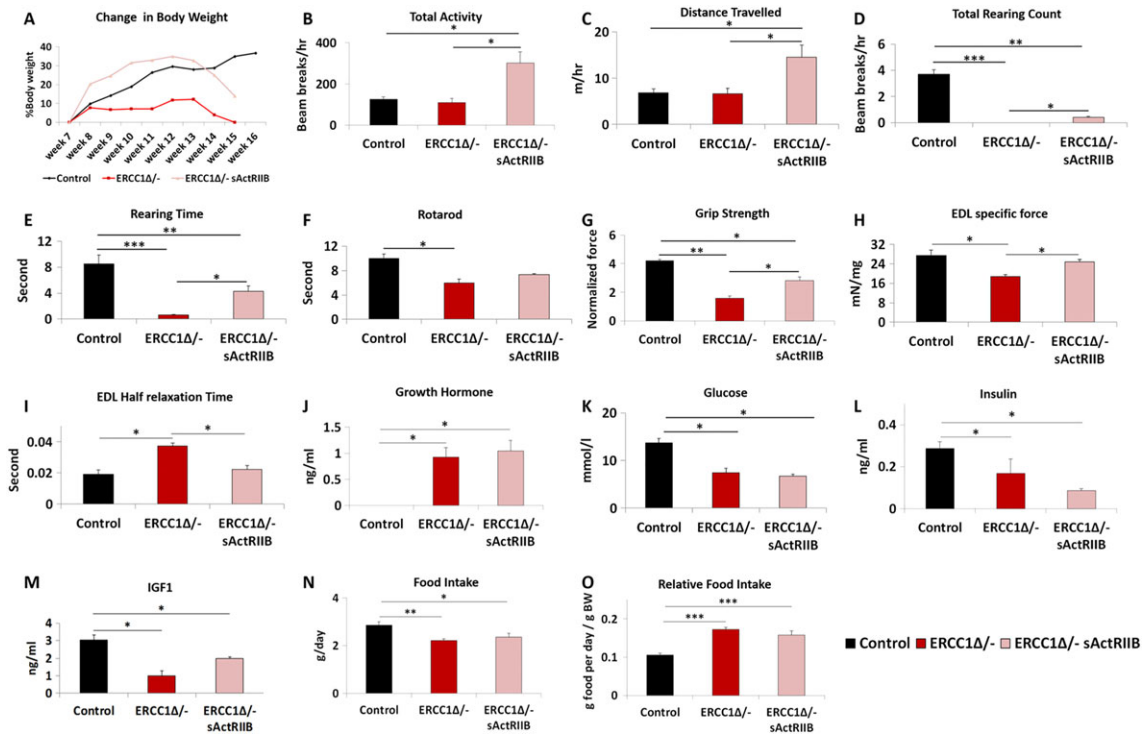 A
Change in Body Weight
%Body weight
40
30
20
10
0
week 7
week 8
week 9
week 10
week 11
week 12
week 13
week 14
week 15
week 16
Control
ERCC1Δ/-
ERCC1Δ/- sActRIIB
B
Total Activity
Beam breaks/hr
400
200
0
*
*
Control
ERCC1Δ/-
ERCC1Δ/-
sActRIIB
C
Distance Travelled
m/hr
20
10
0
*
*
Control
ERCC1Δ/-
ERCC1Δ/-
sActRIIB
D
Total Rearing Count
Beam breaks/hr
6
4
2
0
**
***
*
Control
ERCC1Δ/-
ERCC1Δ/-
sActRIIB
E
Rearing Time
Second
12
8
4
0
**
***
*
Control
ERCC1Δ/-
ERCC1Δ/-
sActRIIB
F
Rotarod
Second
12
8
4
0
*
Control
ERCC1Δ/-
ERCC1Δ/-
sActRIIB
G
Grip Strength
Normalized force
6
4
2
0
*
**
*
Control
ERCC1Δ/-
ERCC1Δ/-
sActRIIB
H
EDL specific force
mN/mg
36
24
12
0
*
*
Control
ERCC1Δ/-
ERCC1Δ/-
sActRIIB
I
EDL Half relaxation Time
Second
0.04
0.02
0
*
*
Control
ERCC1Δ/-
ERCC1Δ/-
sActRIIB
J
Growth Hormone
ng/ml
1.5
1
0.5
0
*
*
Control
ERCC1Δ/-
ERCC1Δ/-
sActRIIB
K
Glucose
mmol/l
20
10
0
*
*
Control
ERCC1Δ/-
ERCC1Δ/-
sActRIIB
L
Insulin
ng/ml
0.4
0.2
0
*
*
Control
ERCC1Δ/-
ERCC1Δ/-
sActRIIB
M
IGF1
ng/ml
4
3
2
1
0
*
*
Control
ERCC1Δ/-
ERCC1Δ/-
sActRIIB
N
Food Intake
g/day
4
2
0
*
**
Control
ERCC1Δ/-
ERCC1Δ/-
sActRIIB
O
Relative Food Intake
g food per day / g BW
0.2
0.1
0
***
***
Control
ERCC1Δ/-
ERCC1Δ/-
sActRIIB
Control
ERCC1Δ/-
ERCC1Δ/- sActRIIB